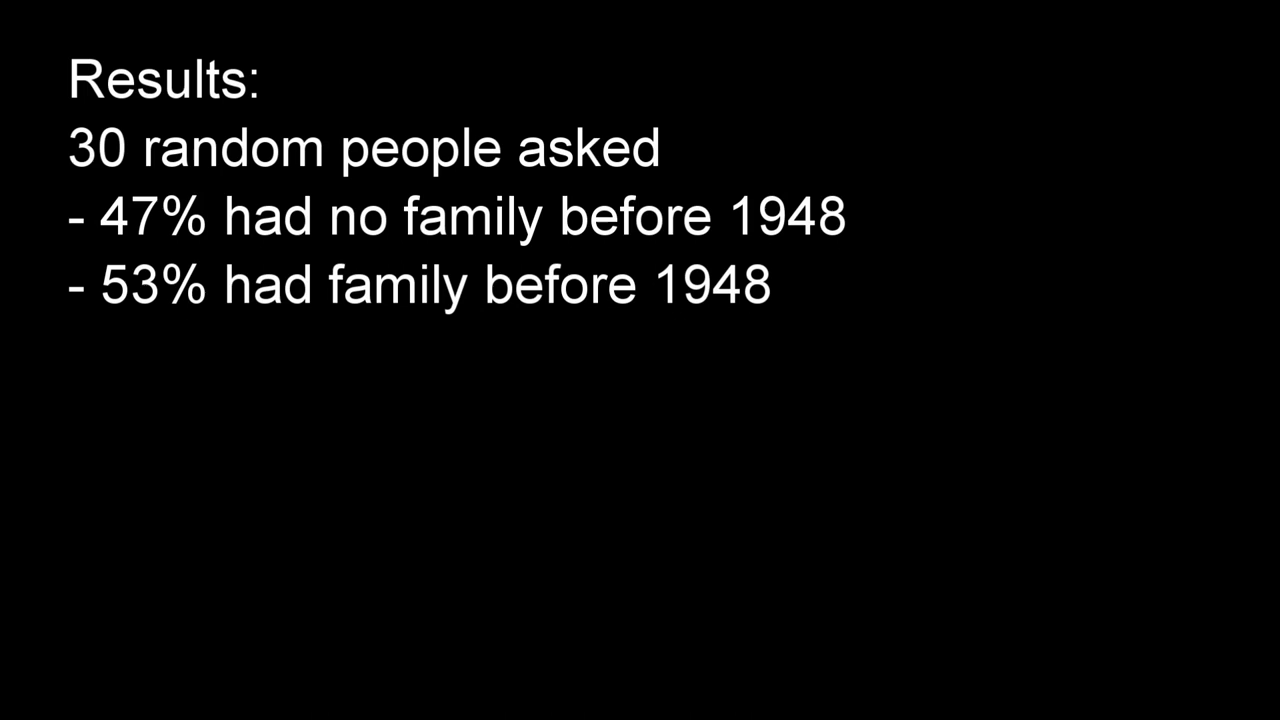 Results:
30 random people asked
- 47% had no family before 1948
- 53% had family before 1948